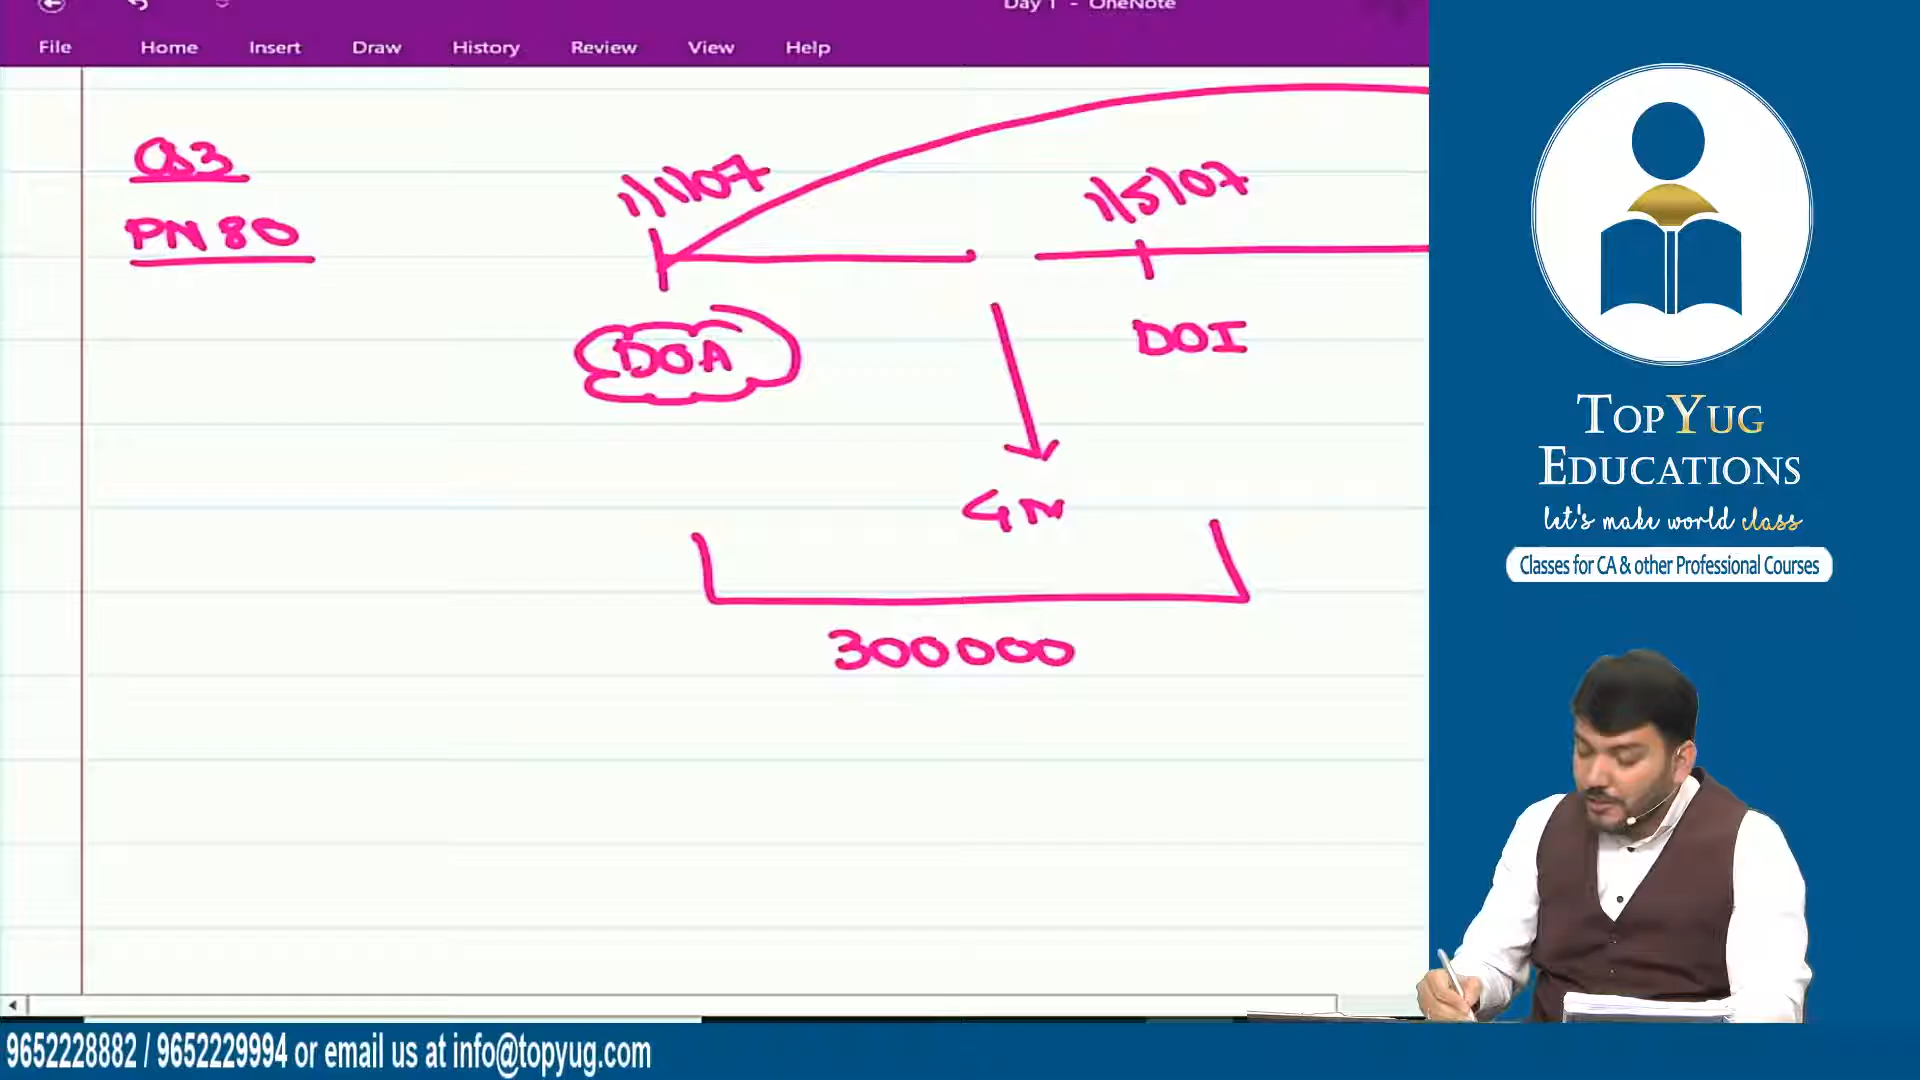 Day 1 - OneNote
File Home Insert Draw History Review View Help
Q3
PN 80
1/1/07
1/5/07
DOA
DOI
4M
300000
TOPYUG
EDUCATIONS
let's make world class
Classes for CA & other Professional Courses
9652228882 / 9652229994 or email us at info@topyug.com